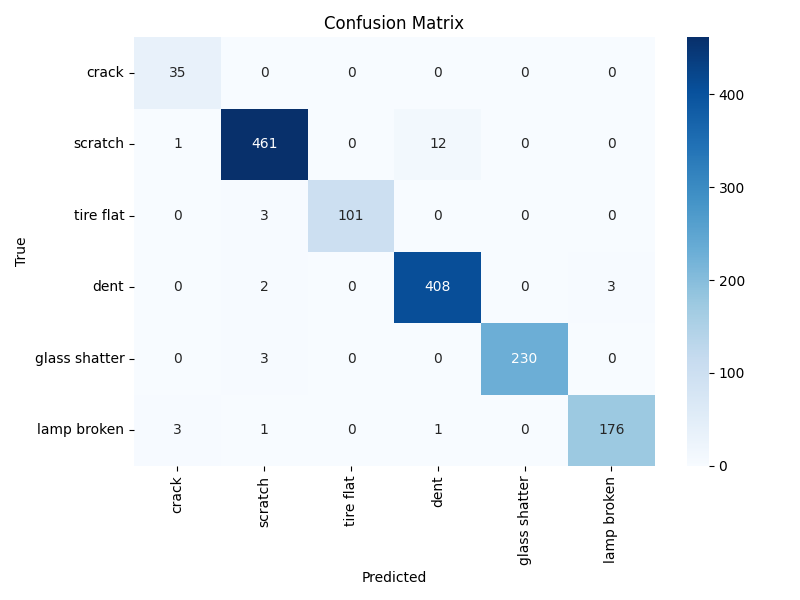 Confusion Matrix
crack 35 0 0 0 0 0
scratch 1 461 0 12 0 0
tire flat 0 3 101 0 0 0
dent 0 2 0 408 0 3
glass shatter 0 3 0 0 230 0
lamp broken 3 1 0 1 0 176
True
crack scratch tire flat dent glass shatter lamp broken
Predicted
400
300
200
100
0